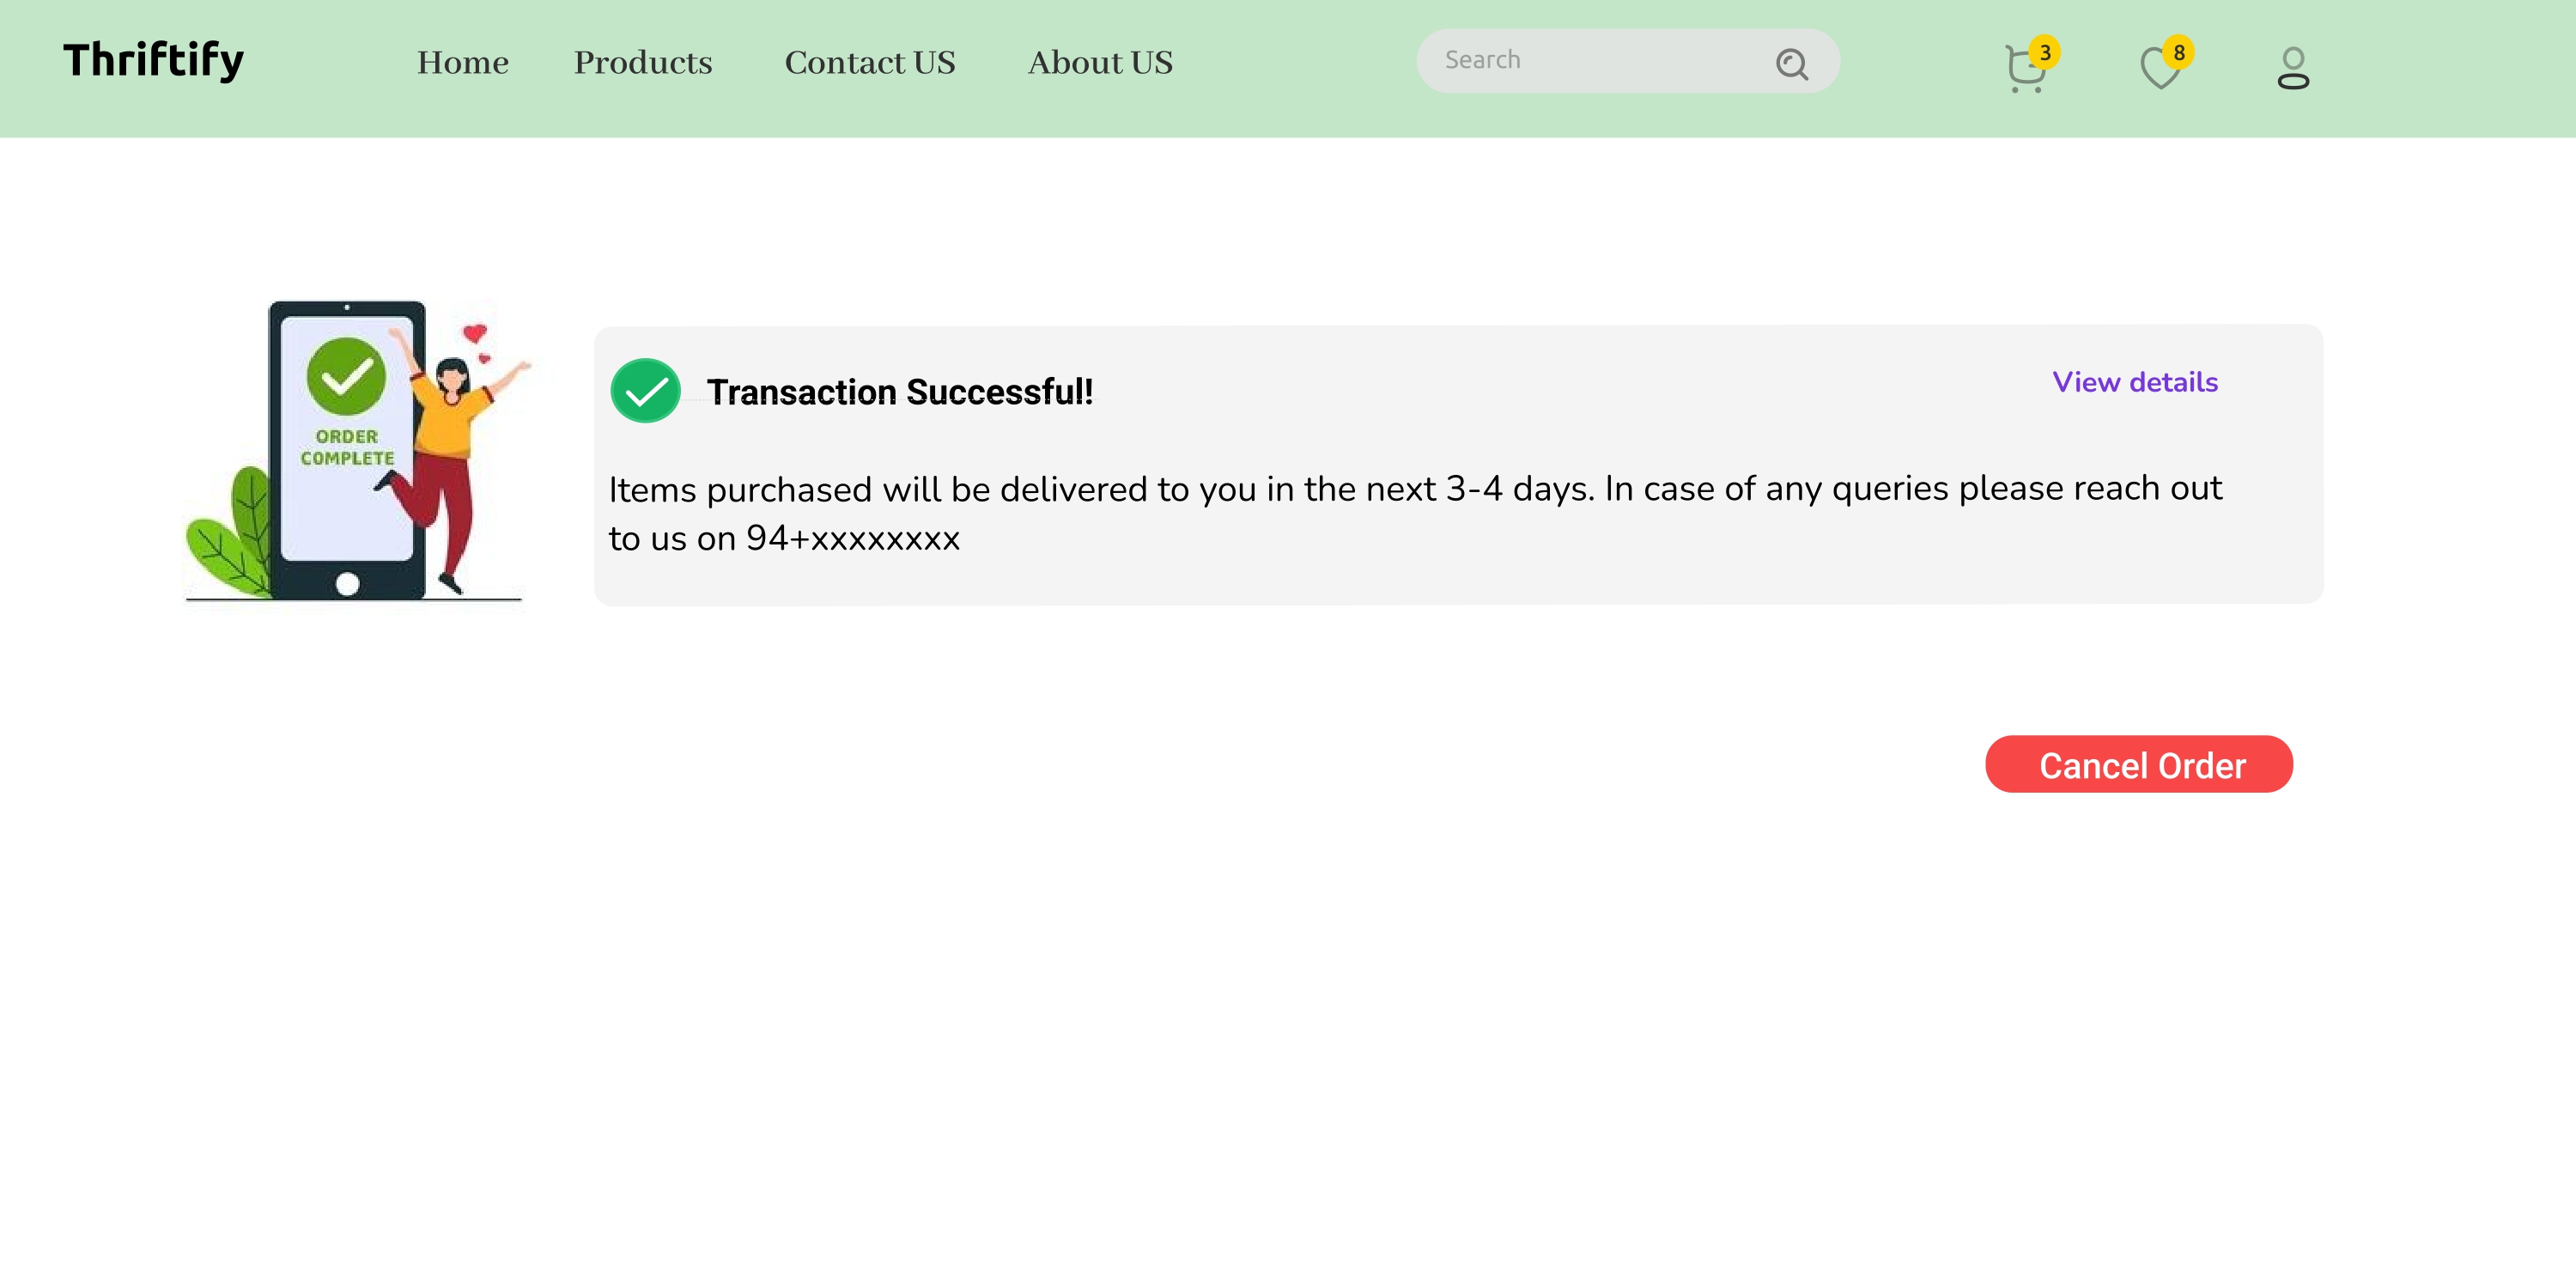 Thriftify
Home
Products
Contact US
About US
Search
3
8
ORDER
COMPLETE
Transaction Successful!
View details
Items purchased will be delivered to you in the next 3-4 days. In case of any queries please reach out
to us on 94+xxxxxxxx
Cancel Order